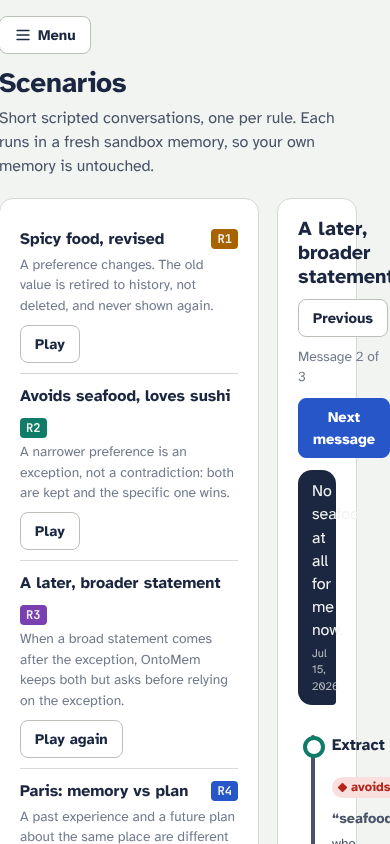 Menu
Scenarios
Short scripted conversations, one per rule. Each
runs in a fresh sandbox memory, so your own
memory is untouched.
Spicy food, revised
R1
A preference changes. The old
value is retired to history, not
deleted, and never shown again.
Play
Avoids seafood, loves sushi
R2
A narrower preference is an
exception, not a contradiction: both
are kept and the specific one wins.
Play
A later, broader statement
R3
When a broad statement comes
after the exception, OntoMem
keeps both but asks before relying
on the exception.
Play again
Paris: memory vs plan
R4
A past experience and a future plan
about the same place are different
A later,
broader
statement
Previous
Message 2 of
3
Next
message
No
seafood
at
all
for
me
now.
Jul
15,
2026
Extract
avoids
“seafood